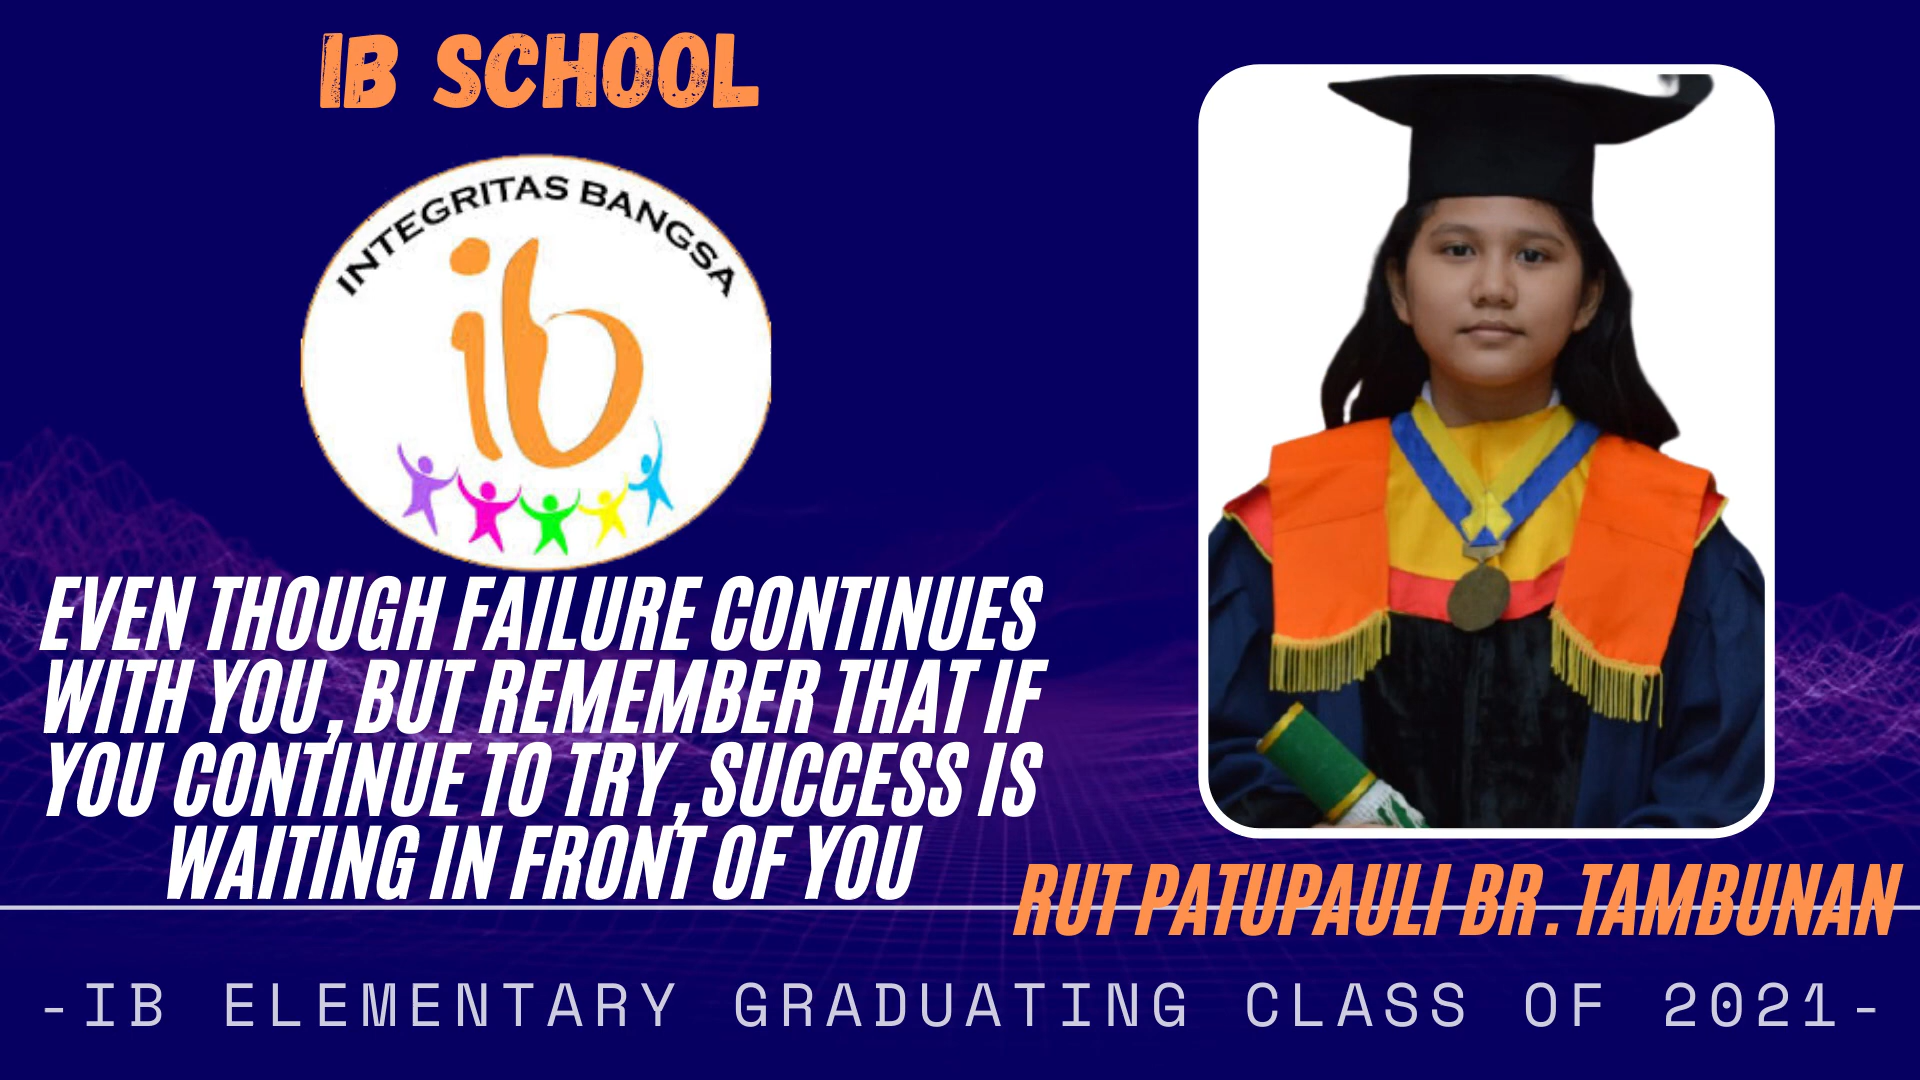 IB SCHOOL
INTEGRITAS BANGSA
ib
EVEN THOUGH FAILURE CONTINUES
WITH YOU, BUT REMEMBER THAT IF
YOU CONTINUE TO TRY, SUCCESS IS
WAITING IN FRONT OF YOU
RUT PATUPAULI BR. TAMBUNAN
-IB ELEMENTARY GRADUATING CLASS OF 2021-